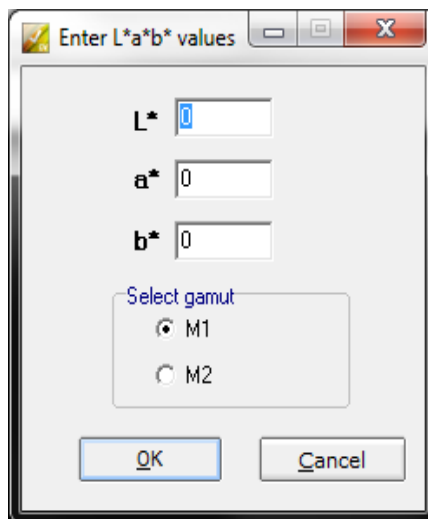 Enter L*a*b* values
L* 0
a* 0
b* 0
Select gamut
M1
M2
OK Cancel